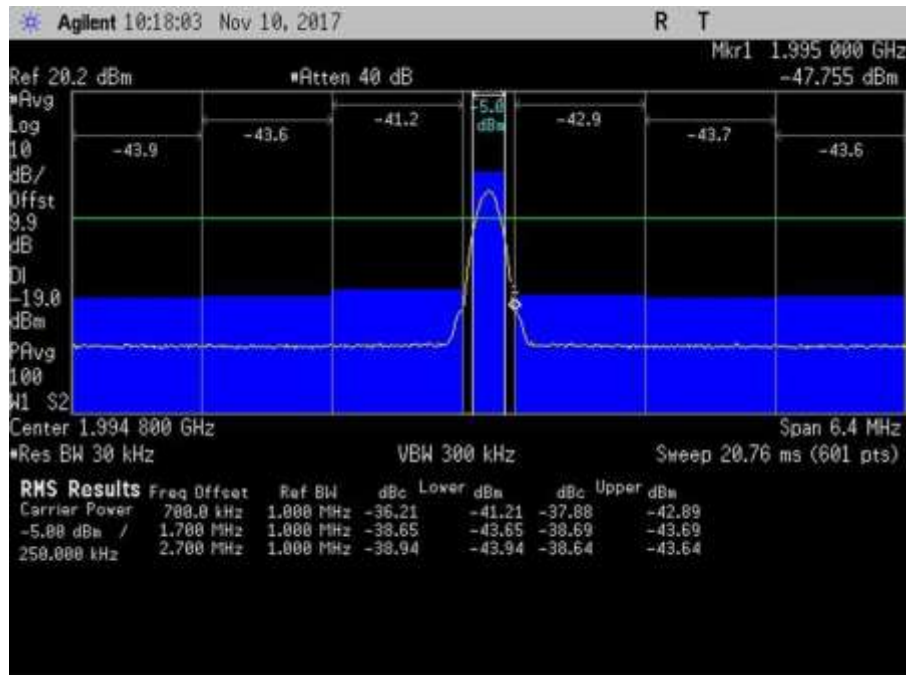 Agilent 10:18:03 Nov 10, 2017 R T
Mkr1 1.995 000 GHz
Ref 20.2 dBm *Atten 40 dB -47.755 dBm
*Avg
Log
10
dB/
Offst
9.9
dB
DI
-19.0
dBm
PAvg
100
W1 S2
-43.9 -43.6 -41.2 -5.0 dBm -42.9 -43.7 -43.6
Center 1.994 800 GHz Span 6.4 MHz
*Res BW 30 kHz VBW 300 kHz Sweep 20.76 ms (601 pts)
RMS Results Freq Offset Ref BW dBc Lower dBm dBc Upper dBm
Carrier Power 700.0 kHz 1.000 MHz -36.21 -41.21 -37.88 -42.89
-5.00 dBm / 1.700 MHz 1.000 MHz -38.65 -43.65 -38.69 -43.69
250.000 kHz 2.700 MHz 1.000 MHz -38.94 -43.94 -38.64 -43.64